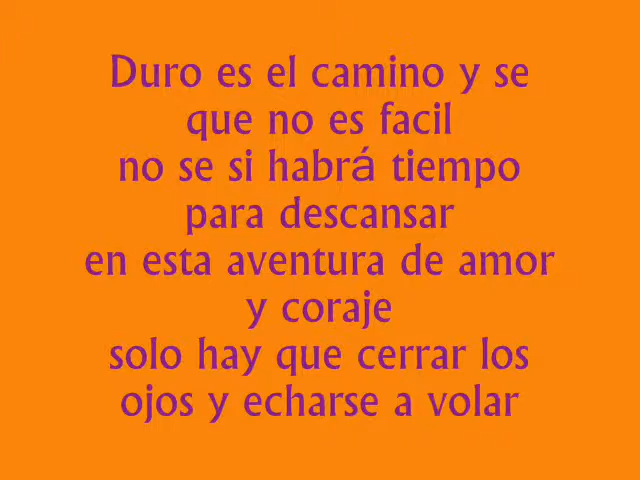 Duro es el camino y se
que no es facil
no se si habrá tiempo
para descansar
en esta aventura de amor
y coraje
solo hay que cerrar los
ojos y echarse a volar